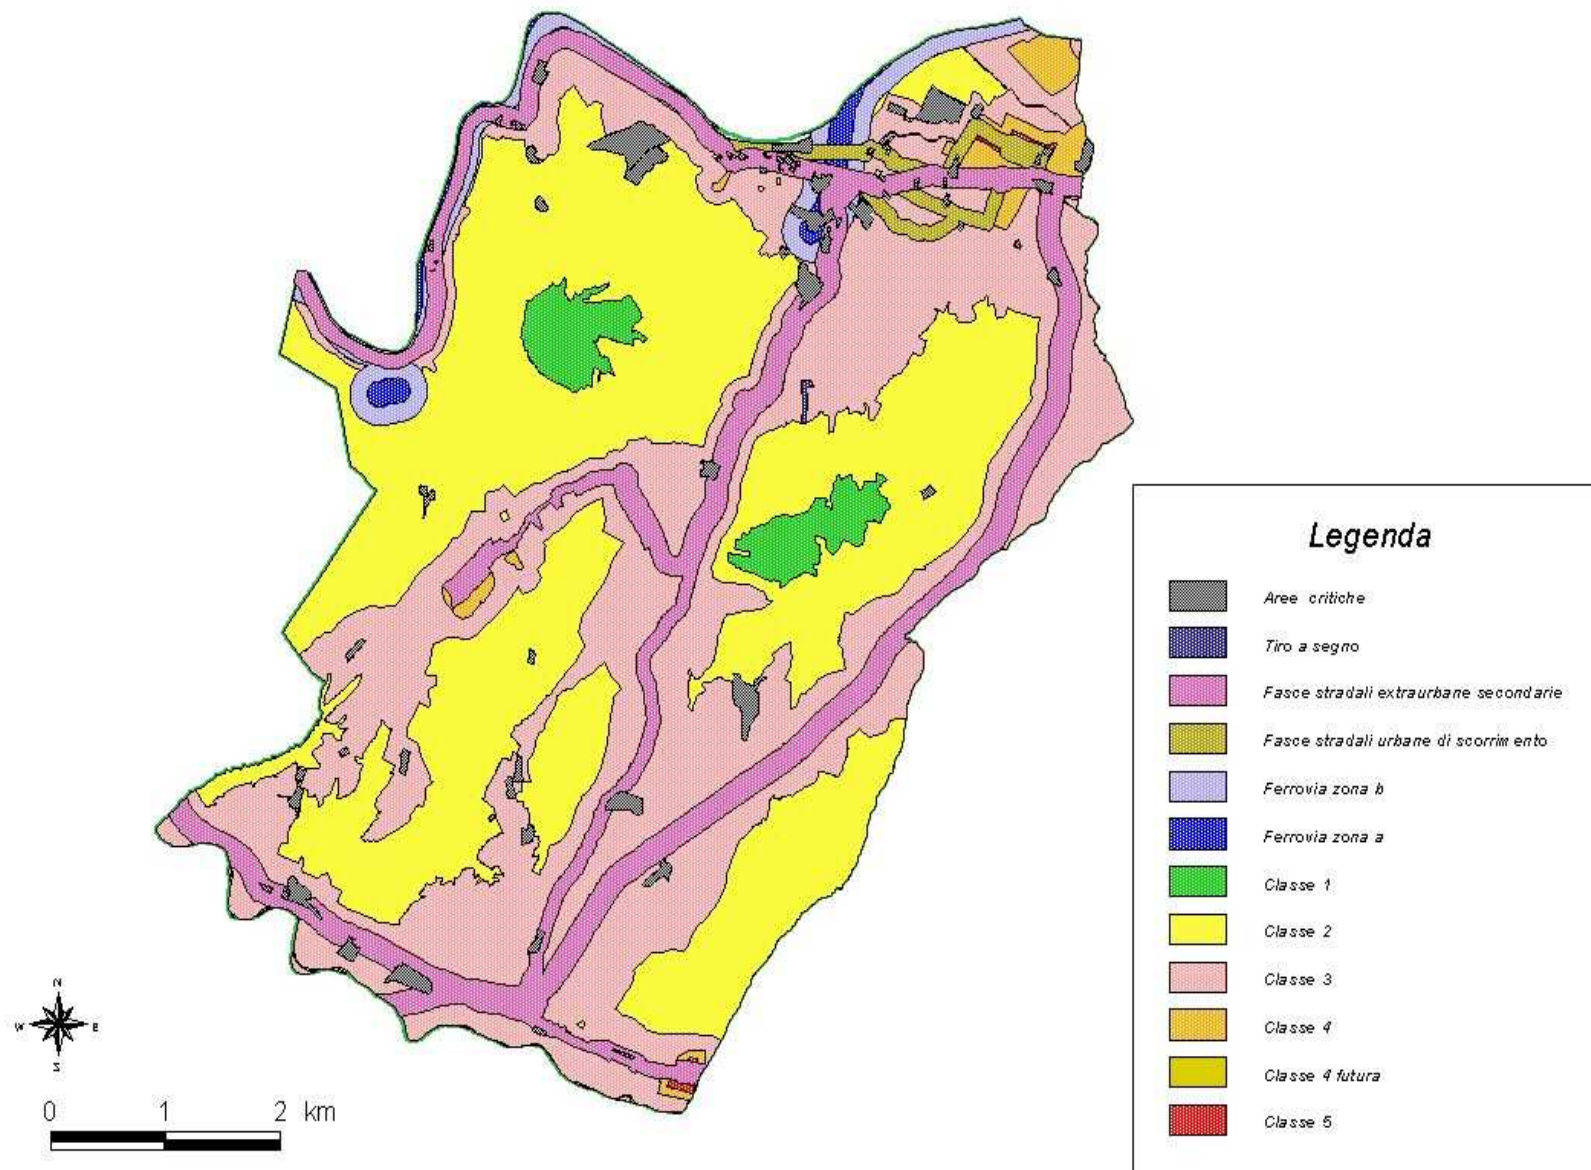 Legenda
Aree critiche
Tiro a segno
Fasce stradali extraurbane secondarie
Fasce stradali urbane di scorrimento
Ferrovia zona b
Ferrovia zona a
Classe 1
Classe 2
Classe 3
Classe 4
Classe 4 futura
Classe 5
N
W E
S
0 1 2 km